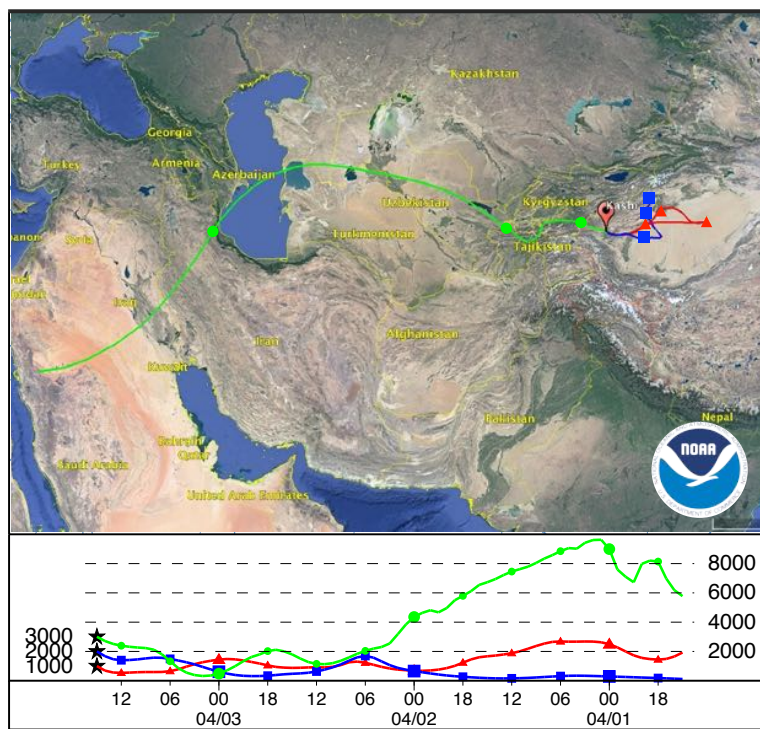 Kazakhstan
Georgia
Turkey
Armenia
Azerbaijan
Uzbekistan
Kyrgyzstan
Kash
Turkmenistan
Tajikistan
Syria
Iraq
Iran
Afghanistan
Kuwait
Pakistan
Nepal
Bahrain
Qatar
Saudi Arabia
United Arab Emirates
NOAA
8000
6000
4000
3000
2000
2000
1000
12 06 00 18 12 06 00 18 12 06 00 18
04/03 04/02 04/01